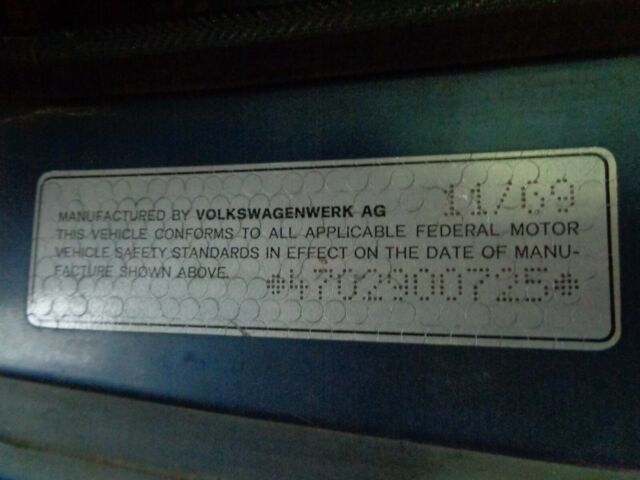 11/69
MANUFACTURED BY VOLKSWAGENWERK AG
THIS VEHICLE CONFORMS TO ALL APPLICABLE FEDERAL MOTOR
VEHICLE SAFETY STANDARDS IN EFFECT ON THE DATE OF MANU-
FACTURE SHOWN ABOVE.
*4702900725*